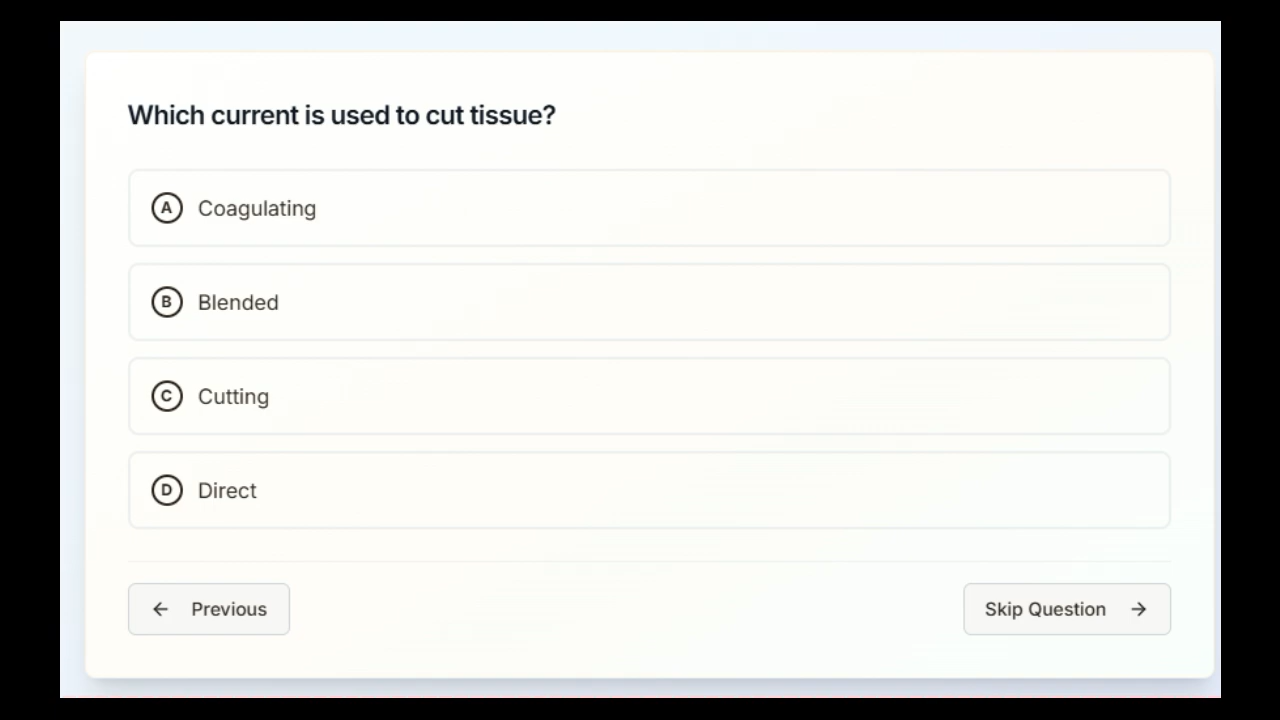 Which current is used to cut tissue?
A Coagulating
B Blended
C Cutting
D Direct
← Previous
Skip Question →